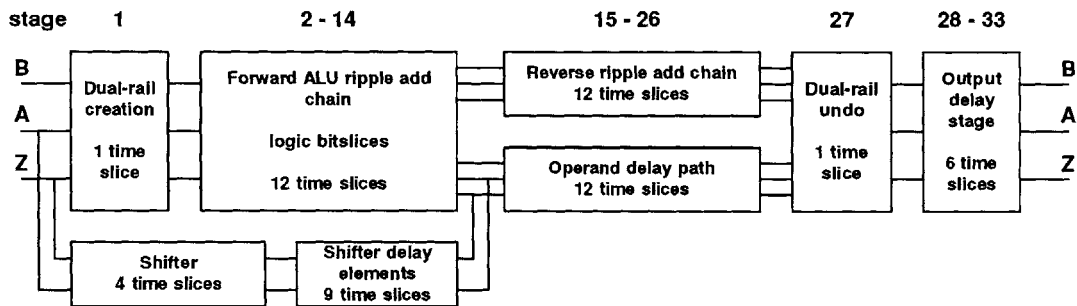 stage 1 2 - 14 15 - 26 27 28 - 33
B
A
Z
Dual-rail
creation
1 time
slice
Forward ALU ripple add
chain
logic bitslices
12 time slices
Reverse ripple add chain
12 time slices
Operand delay path
12 time slices
Dual-rail
undo
1 time
slice
Output
delay
stage
6 time
slices
B
A
Z
Shifter
4 time slices
Shifter delay
elements
9 time slices